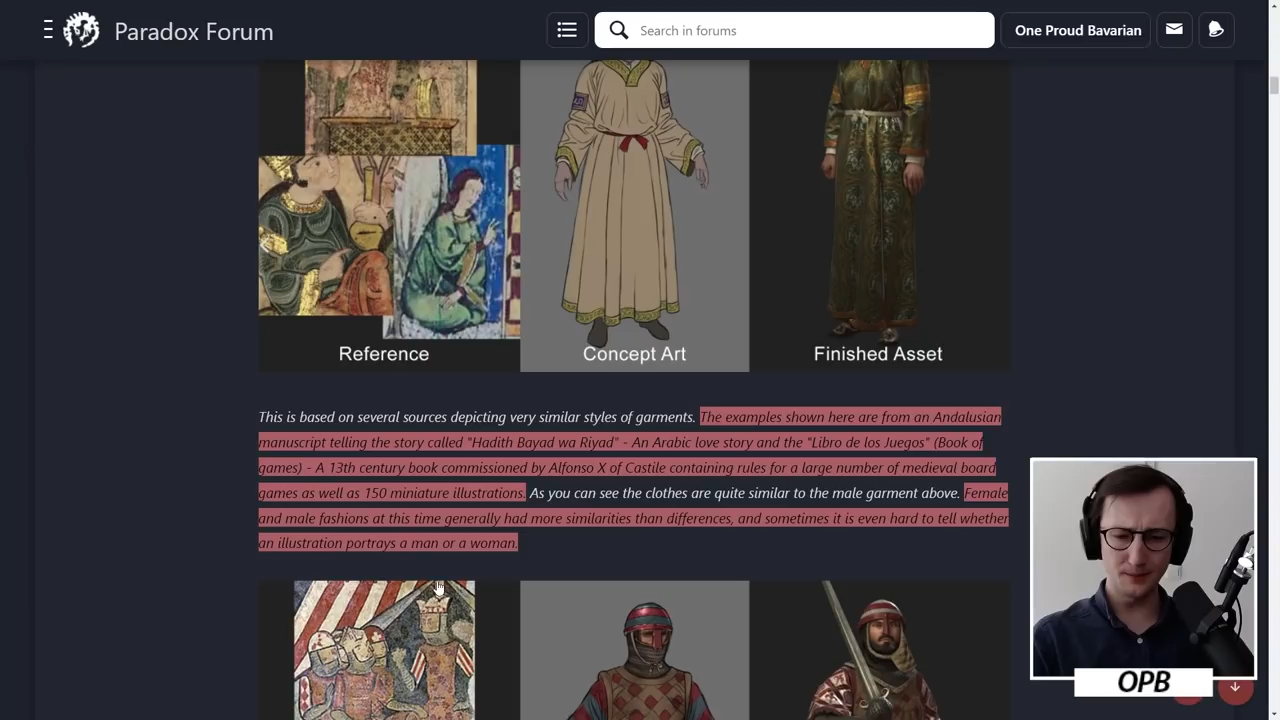 Paradox Forum
Search in forums
One Proud Bavarian
Reference
Concept Art
Finished Asset
This is based on several sources depicting very similar styles of garments. The examples shown here are from an Andalusian
manuscript telling the story called "Hadith Bayad wa Riyad" - An Arabic love story and the "Libro de los Juegos" (Book of
games) - A 13th century book commissioned by Alfonso X of Castile containing rules for a large number of medieval board
games as well as 150 miniature illustrations. As you can see the clothes are quite similar to the male garment above. Female
and male fashions at this time generally had more similarities than differences, and sometimes it is even hard to tell whether
an illustration portrays a man or a woman.
OPB